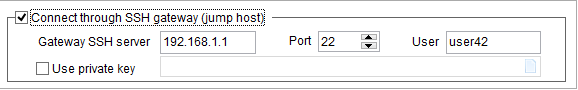 Connect through SSH gateway (jump host)
Gateway SSH server 192.168.1.1 Port 22 User user42
Use private key